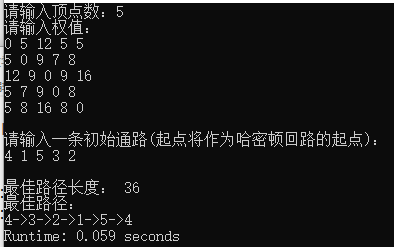 请输入顶点数：5
请输入权值：
0 5 12 5 5
5 0 9 7 8
12 9 0 9 16
5 7 9 0 8
5 8 16 8 0
请输入一条初始通路(起点将作为哈密顿回路的起点)：
4 1 5 3 2
最佳路径长度： 36
最佳路径：
4->3->2->1->5->4
Runtime: 0.059 seconds